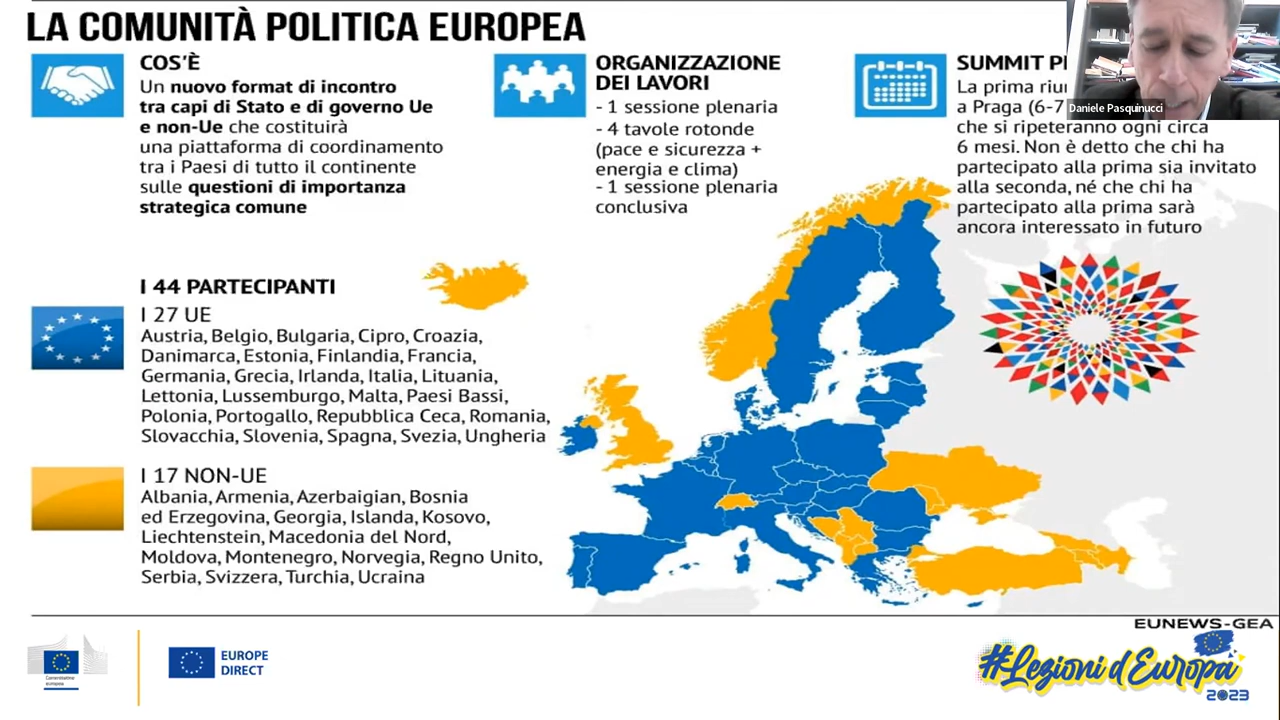 LA COMUNITÀ POLITICA EUROPEA
COS'È
Un nuovo format di incontro
tra capi di Stato e di governo Ue
e non-Ue che costituirà
una piattaforma di coordinamento
tra i Paesi di tutto il continente
sulle questioni di importanza
strategica comune
ORGANIZZAZIONE
DEI LAVORI
- 1 sessione plenaria
- 4 tavole rotonde
(pace e sicurezza +
energia e clima)
- 1 sessione plenaria
conclusiva
SUMMIT
La prima
a Praga (6-7
che si ripeteranno ogni circa
6 mesi. Non è detto che chi ha
partecipato alla prima sia invitato
alla seconda, né che chi ha
partecipato alla prima sarà
ancora interessato in futuro
Daniele Pasquinucci
I 44 PARTECIPANTI
I 27 UE
Austria, Belgio, Bulgaria, Cipro, Croazia,
Danimarca, Estonia, Finlandia, Francia,
Germania, Grecia, Irlanda, Italia, Lituania,
Lettonia, Lussemburgo, Malta, Paesi Bassi,
Polonia, Portogallo, Repubblica Ceca, Romania,
Slovacchia, Slovenia, Spagna, Svezia, Ungheria
I 17 NON-UE
Albania, Armenia, Azerbaigian, Bosnia
ed Erzegovina, Georgia, Islanda, Kosovo,
Liechtenstein, Macedonia del Nord,
Moldova, Montenegro, Norvegia, Regno Unito,
Serbia, Svizzera, Turchia, Ucraina
EUNEWS-GEA
Commissione
europea
EUROPE
DIRECT
#Lezioni d'Europa
2023